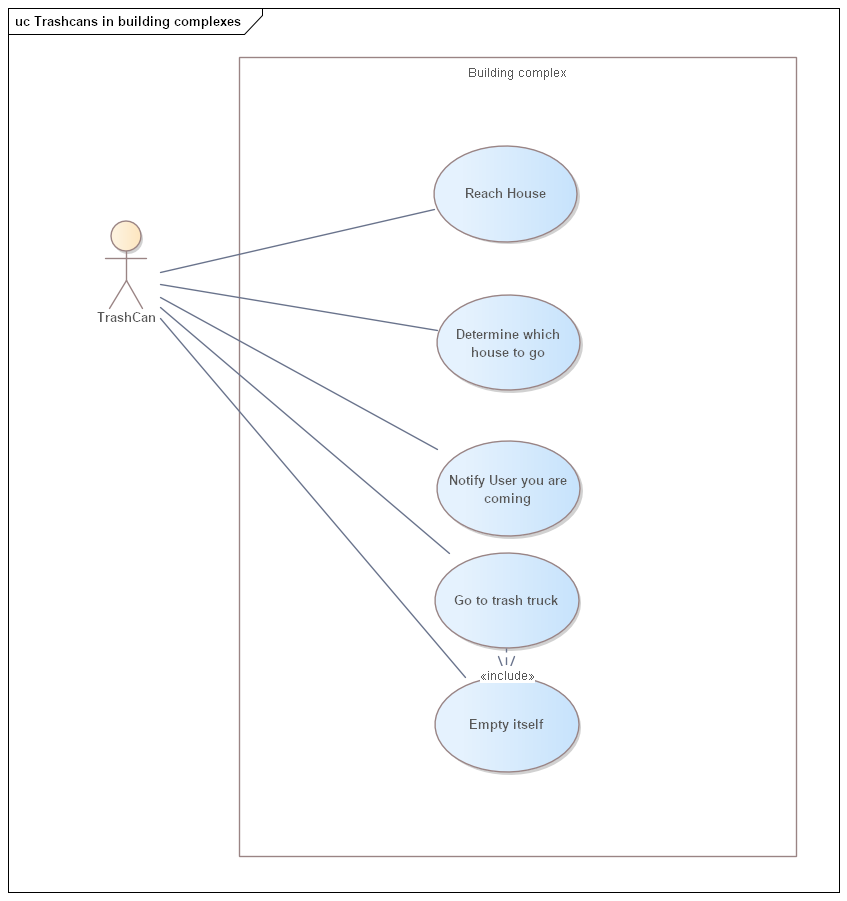 uc Trashcans in building complexes
Building complex
Reach House
TrashCan
Determine which
house to go
Notify User you are
coming
Go to trash truck
«include»
Empty itself